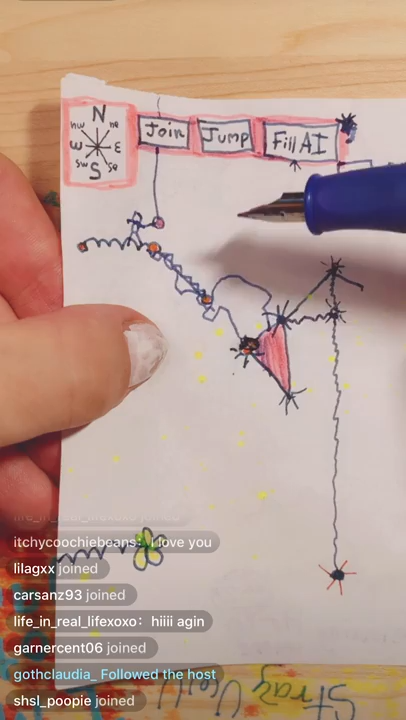 N
nw ne
W E
sw se
S
Join Jump Fill AI
itchycoochiebeans: I love you
lilagxx joined
carsanz93 joined
life_in_real_lifexoxo: hiiii agin
garnercent06 joined
gothclaudia_ Followed the host
shsl_poopie joined